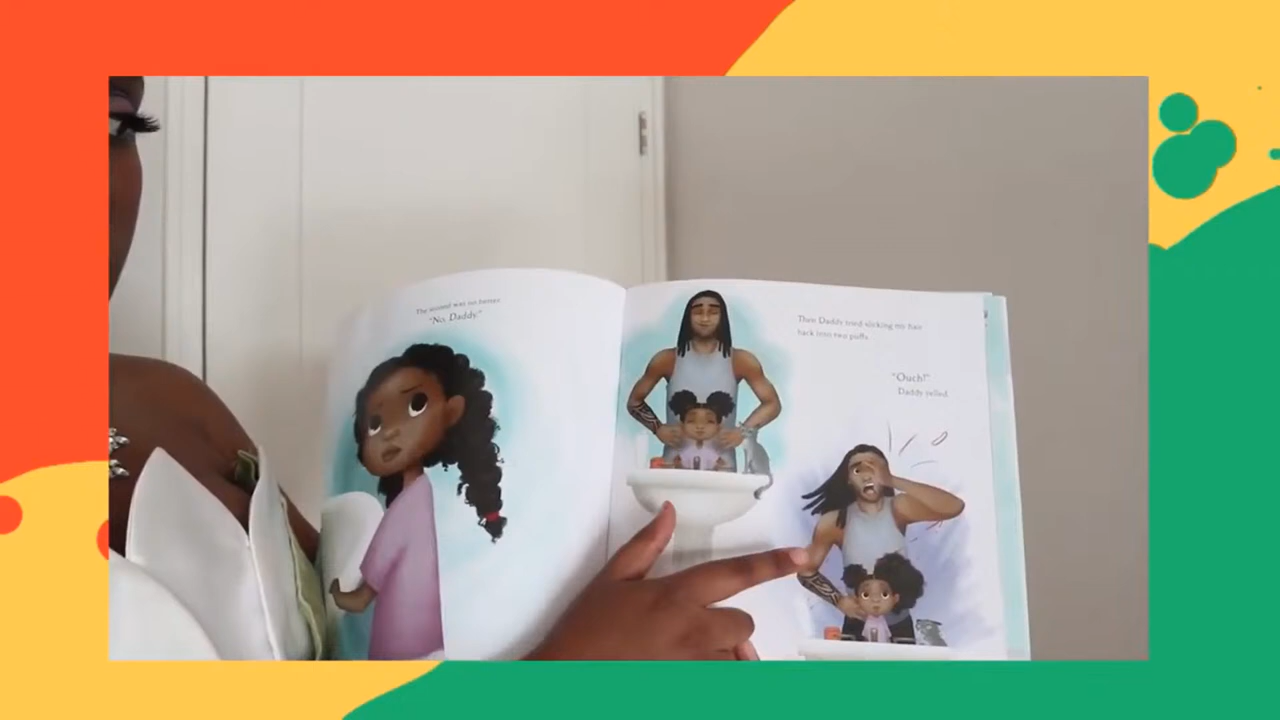 The second was no better.
"No, Daddy."
Then Daddy tried slicking my hair
back into two puffs.
"Ouch!"
Daddy yelled.